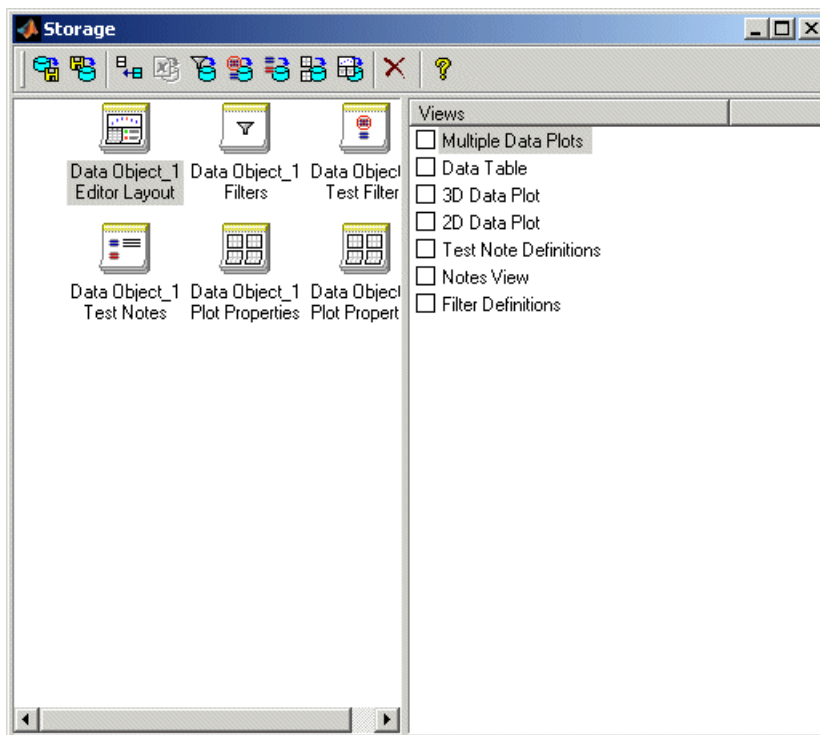 Storage
Data Object_1
Editor Layout
Data Object_1
Filters
Data Object
Test Filter
Data Object_1
Test Notes
Data Object_1
Plot Properties
Data Object
Plot Propert
Views
Multiple Data Plots
Data Table
3D Data Plot
2D Data Plot
Test Note Definitions
Notes View
Filter Definitions